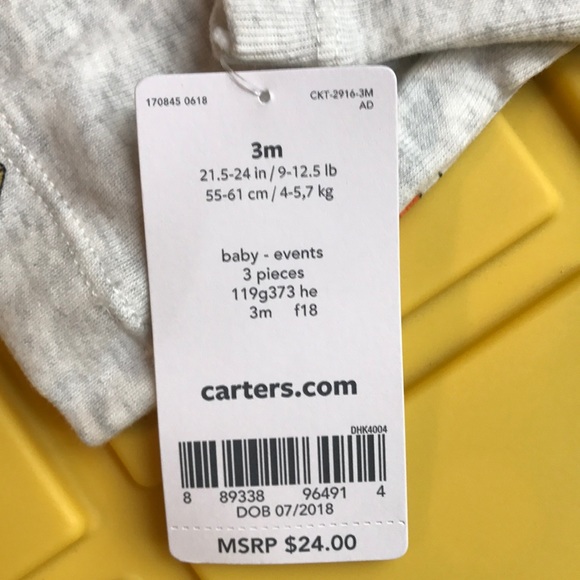 170845 0618
CKT-2916-3M
AD
3m
21.5-24 in / 9-12.5 lb
55-61 cm / 4-5,7 kg
baby - events
3 pieces
119g373 he
3m f18
carters.com
DHK4004
8 89338 96491 4
DOB 07/2018
MSRP $24.00